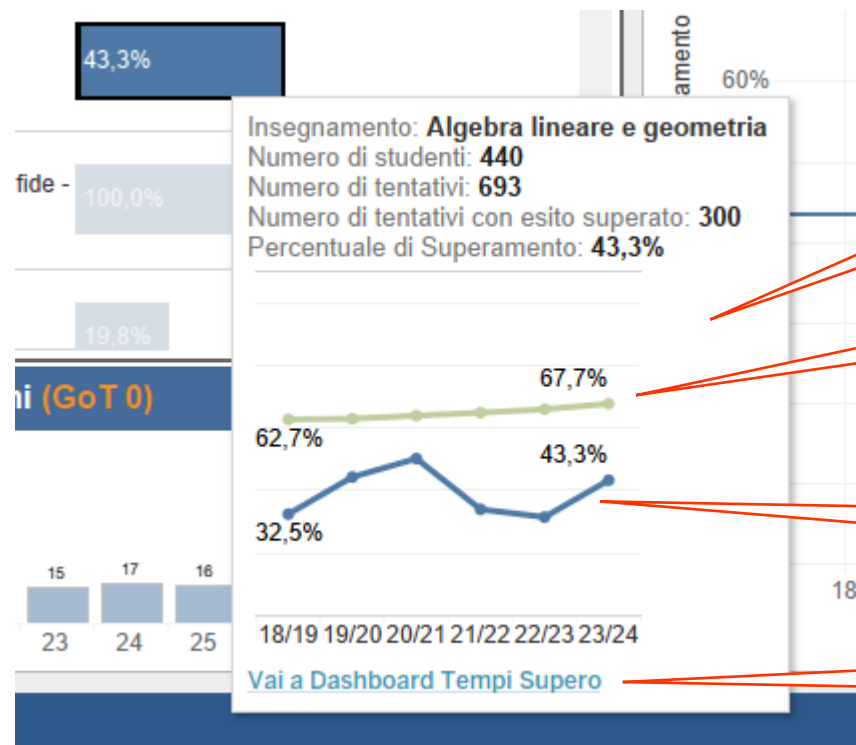 43,3%
amento
60%
Insegnamento: Algebra lineare e geometria
Numero di studenti: 440
fide -
100,0%
Numero di tentativi: 693
Numero di tentativi con esito superato: 300
Percentuale di Superamento: 43,3%
19,8%
ni (GoT 0)
67,7%
62,7%
43,3%
32,5%
15 17 16
23 24 25
18/19 19/20 20/21 21/22 22/23 23/24
18
Vai a Dashboard Tempi Supero